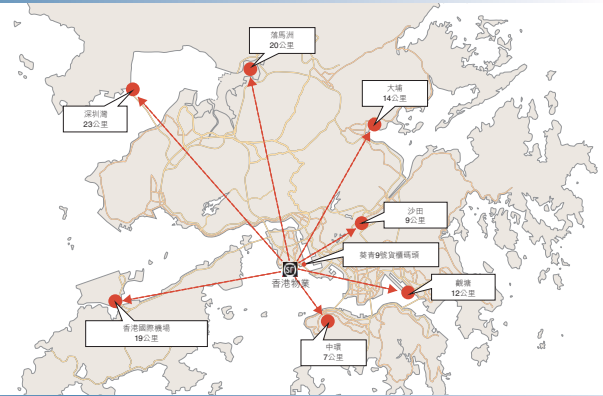 落馬洲
20公里
大埔
14公里
深圳灣
23公里
沙田
9公里
葵青9號貨櫃碼頭
SF
香港物業
觀塘
12公里
香港國際機場
19公里
中環
7公里